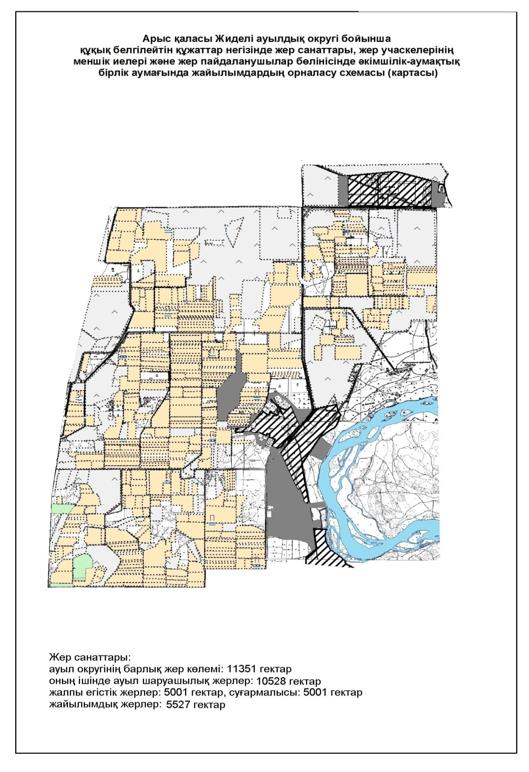 Арыс қаласы Жиделі ауылдық округі бойынша
құқық белгілейтін құжаттар негізінде жер санаттары, жер учаскелерінің
меншік иелері және жер пайдаланушылар бөлінісінде әкімшілік-аумақтық
бірлік аумағында жайылымдардың орналасу схемасы (картасы)
Жер санаттары:
ауыл округінің барлық жер көлемі: 11351 гектар
оның ішінде ауыл шаруашылық жерлер: 10528 гектар
жалпы егістік жерлер: 5001 гектар, суғармалысы: 5001 гектар
жайылымдық жерлер: 5527 гектар